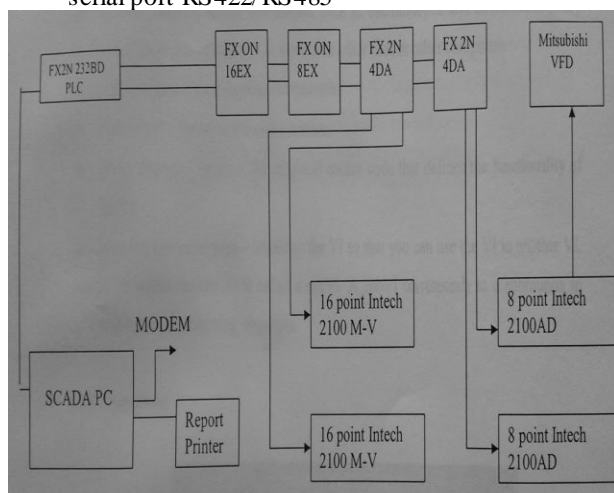 serial port RS422/RS485
FX2N 232BD
PLC
FX ON
16EX
FX ON
8EX
FX 2N
4DA
FX 2N
4DA
Mitsubishi
VFD
16 point Intech
2100 M-V
8 point Intech
2100AD
MODEM
SCADA PC
Report
Printer
16 point Intech
2100 M-V
8 point Intech
2100AD